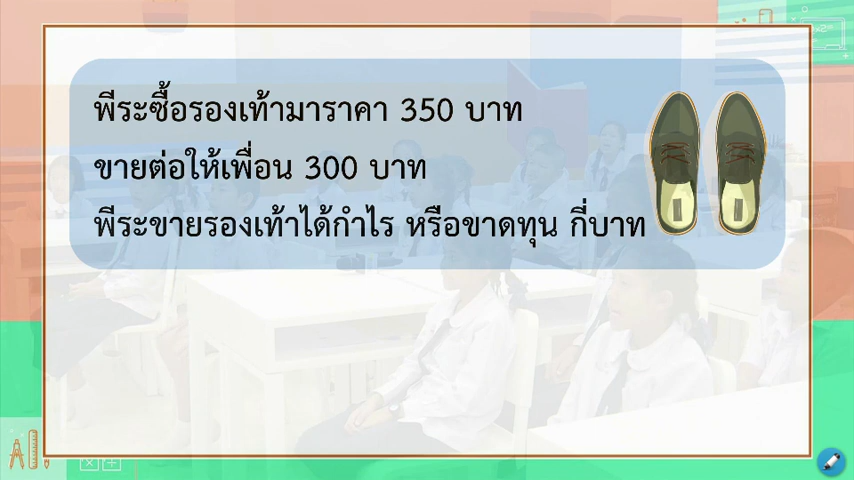 พีระซื้อรองเท้ามาราคา 350 บาท
ขายต่อให้เพื่อน 300 บาท
พีระขายรองเท้าได้กำไร หรือขาดทุน กี่บาท